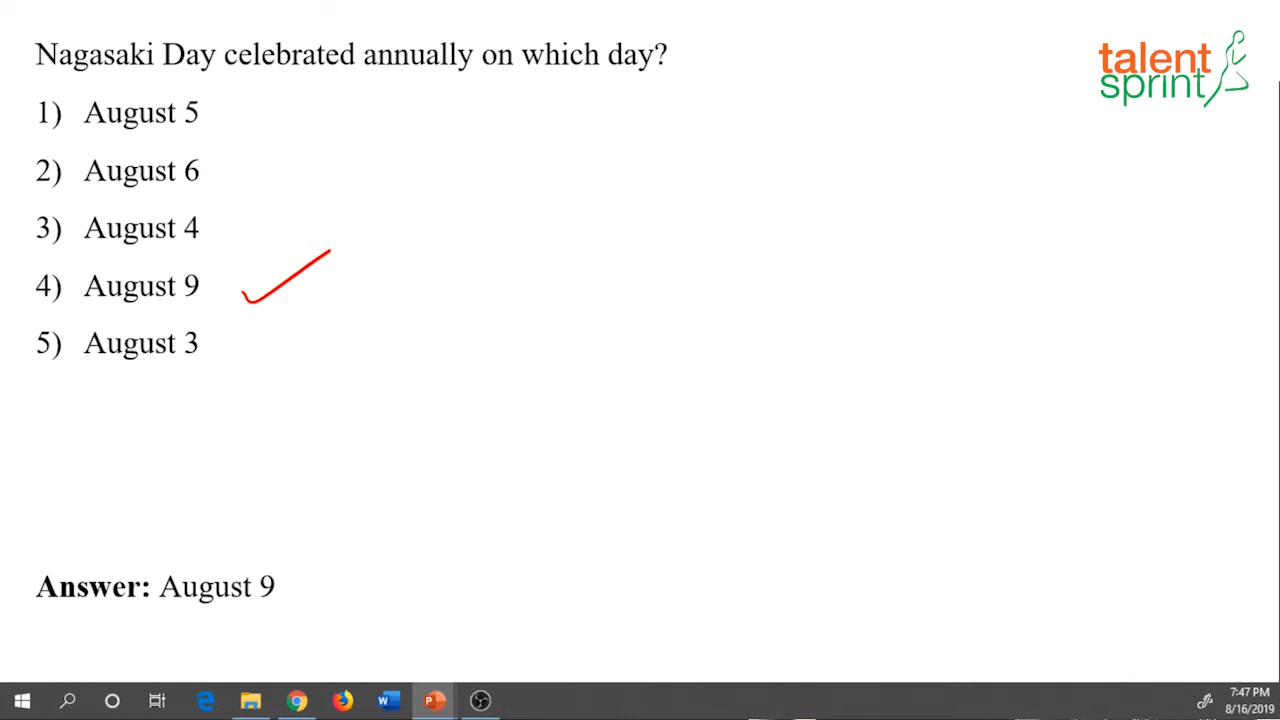 Nagasaki Day celebrated annually on which day?
talent
sprint
1) August 5
2) August 6
3) August 4
4) August 9
5) August 3
Answer: August 9
7:47 PM
8/16/2019